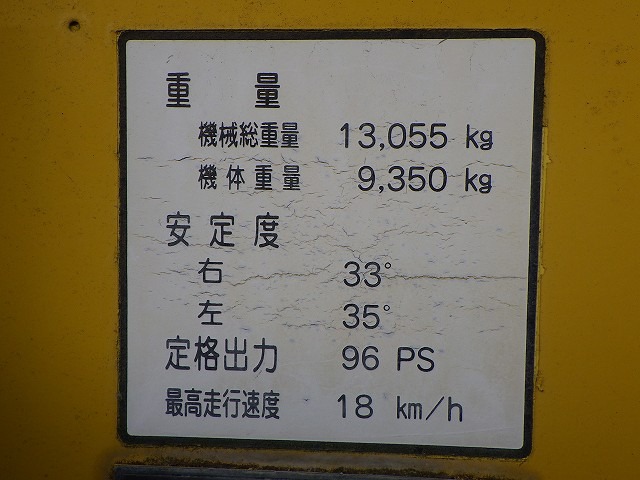 重量
機械総重量 13,055 kg
機体重量 9,350 kg
安定度
右 33°
左 35°
定格出力 96 PS
最高走行速度 18 km/h